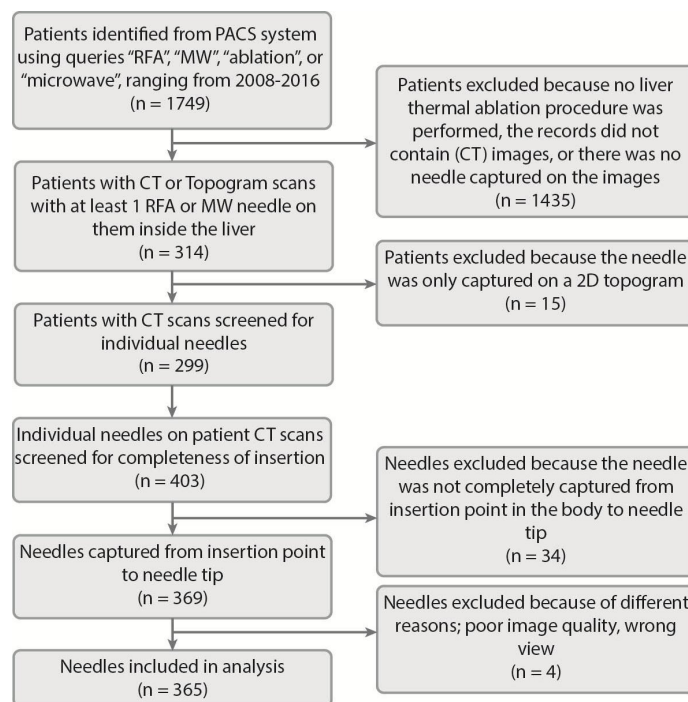 Patients identified from PACS system
using queries “RFA”, “MW”, “ablation”, or
“microwave”, ranging from 2008-2016
(n = 1749)
Patients excluded because no liver
thermal ablation procedure was
performed, the records did not
contain (CT) images, or there was no
needle captured on the images
(n = 1435)
Patients with CT or Topogram scans
with at least 1 RFA or MW needle on
them inside the liver
(n = 314)
Patients excluded because the needle
was only captured on a 2D topogram
(n = 15)
Patients with CT scans screened for
individual needles
(n = 299)
Individual needles on patient CT scans
screened for completeness of insertion
(n = 403)
Needles excluded because the needle
was not completely captured from
insertion point in the body to needle
tip
(n = 34)
Needles captured from insertion point
to needle tip
(n = 369)
Needles excluded because of different
reasons; poor image quality, wrong
view
(n = 4)
Needles included in analysis
(n = 365)